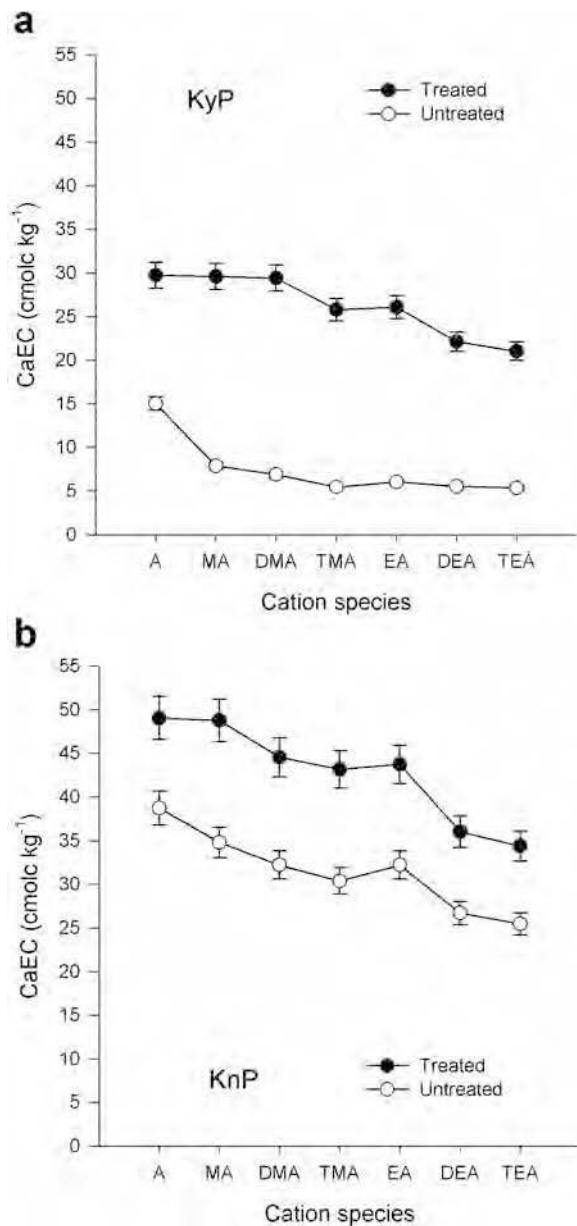 a
55
50
45
40
35
30
25
20
15
10
5
0
CaEC (cmolc kg⁻¹)
KyP
Treated
Untreated
A MA DMA TMA EA DEA TEA
Cation species
b
55
50
45
40
35
30
25
20
15
10
5
0
CaEC (cmolc kg⁻¹)
KnP
Treated
Untreated
A MA DMA TMA EA DEA TEA
Cation species